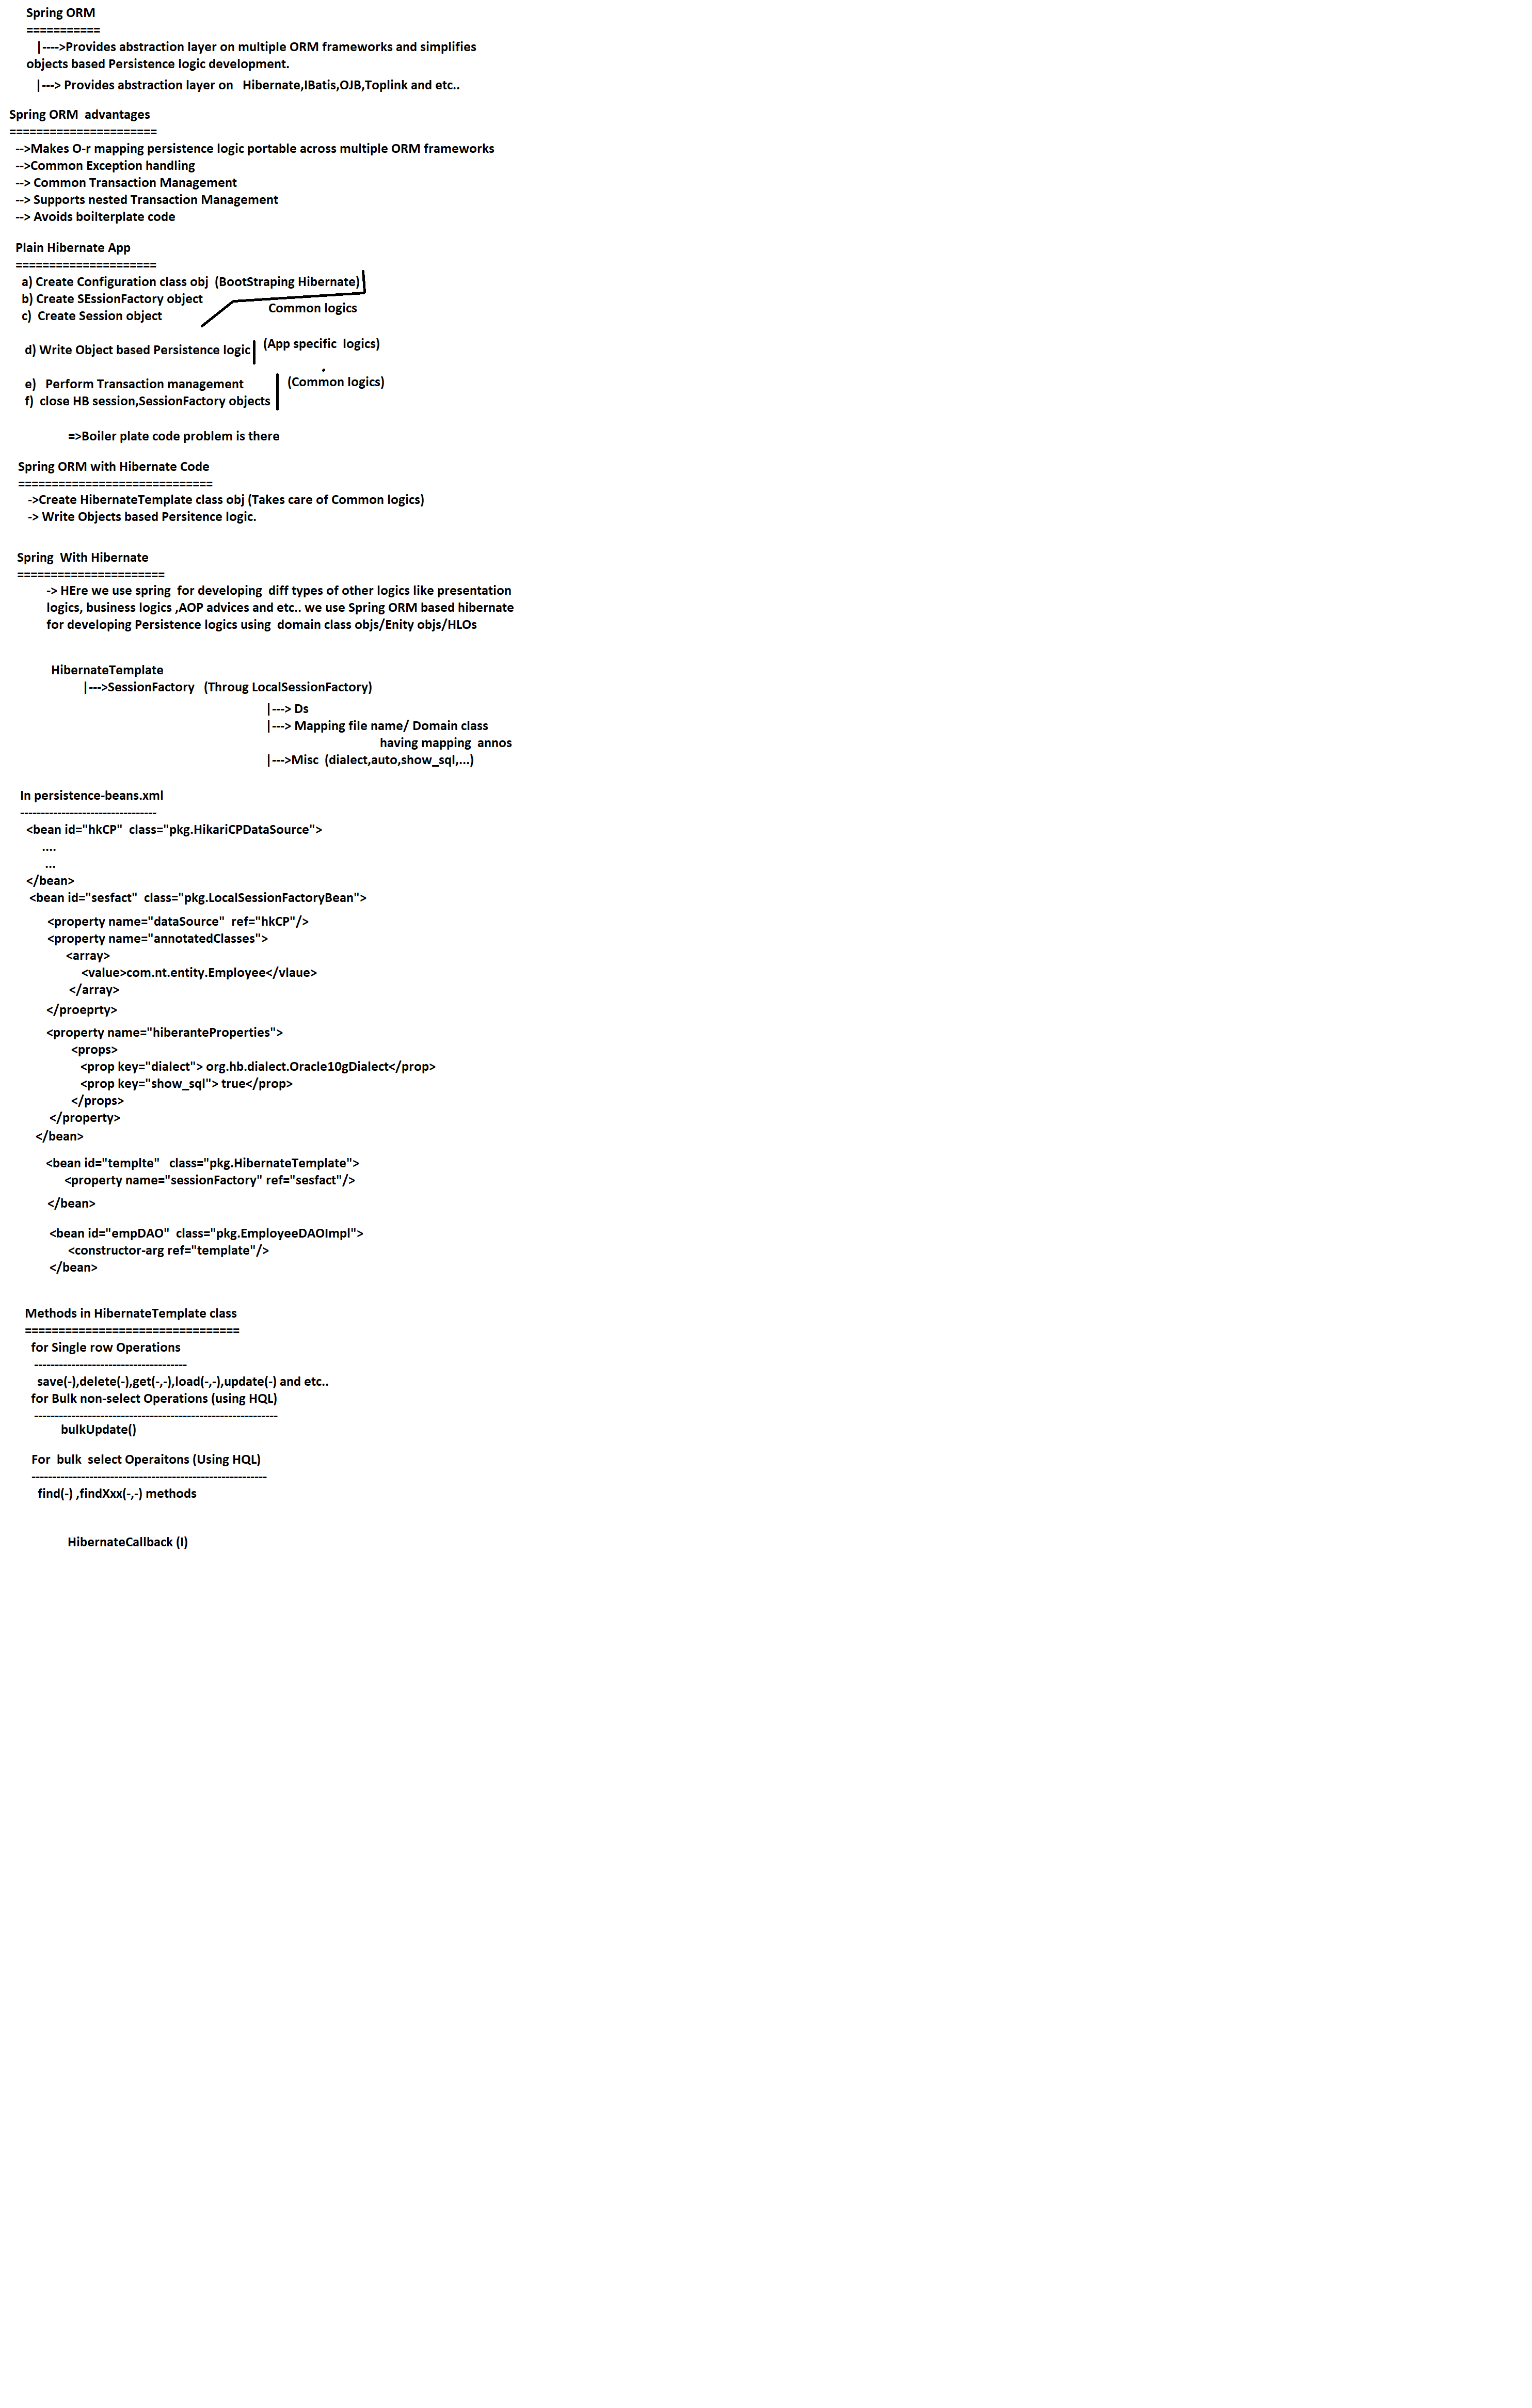 Spring ORM
===========
|---->Provides abstraction layer on multiple ORM frameworks and simplifies
objects based Persistence logic development.
|---> Provides abstraction layer on   Hibernate,IBatis,OJB,Toplink and etc..
Spring ORM  advantages
======================
-->Makes O-r mapping persistence logic portable across multiple ORM frameworks
-->Common Exception handling
--> Common Transaction Management
--> Supports nested Transaction Management
--> Avoids boilterplate code
Plain Hibernate App
=====================
a) Create Configuration class obj  (BootStraping Hibernate)
b) Create SEssionFactory object
Common logics
c)  Create Session object
(App specific  logics)
d) Write Object based Persistence logic
e)   Perform Transaction management   (Common logics)
f)  close HB session,SessionFactory objects
=>Boiler plate code problem is there
Spring ORM with Hibernate Code
=============================
->Create HibernateTemplate class obj (Takes care of Common logics)
-> Write Objects based Persitence logic.
Spring  With Hibernate
======================
-> HEre we use spring  for developing  diff types of other logics like presentation
logics, business logics ,AOP advices and etc.. we use Spring ORM based hibernate
for developing Persistence logics using  domain class objs/Enity objs/HLOs
HibernateTemplate
|--->SessionFactory   (Throug LocalSessionFactory)
|---> Ds
|---> Mapping file name/ Domain class
having mapping  annos
|--->Misc  (dialect,auto,show_sql,...)
In persistence-beans.xml
---------------------------------
<bean id="hkCP"  class="pkg.HikariCPDataSource">
....
...
</bean>
<bean id="sesfact"  class="pkg.LocalSessionFactoryBean">
<property name="dataSource"  ref="hkCP"/>
<property name="annotatedClasses">
<array>
<value>com.nt.entity.Employee</vlaue>
</array>
</proeprty>
<property name="hiberanteProperties">
<props>
<prop key="dialect"> org.hb.dialect.Oracle10gDialect</prop>
<prop key="show_sql"> true</prop>
</props>
</property>
</bean>
<bean id="templte"   class="pkg.HibernateTemplate">
<property name="sessionFactory" ref="sesfact"/>
</bean>
<bean id="empDAO"  class="pkg.EmployeeDAOImpl">
<constructor-arg ref="template"/>
</bean>
Methods in HibernateTemplate class
================================
for Single row Operations
-------------------------------------
save(-),delete(-),get(-,-),load(-,-),update(-) and etc..
for Bulk non-select Operations (using HQL)
-----------------------------------------------------------
bulkUpdate()
For  bulk  select Operaitons (Using HQL)
---------------------------------------------------------
find(-) ,findXxx(-,-) methods
HibernateCallback (I)